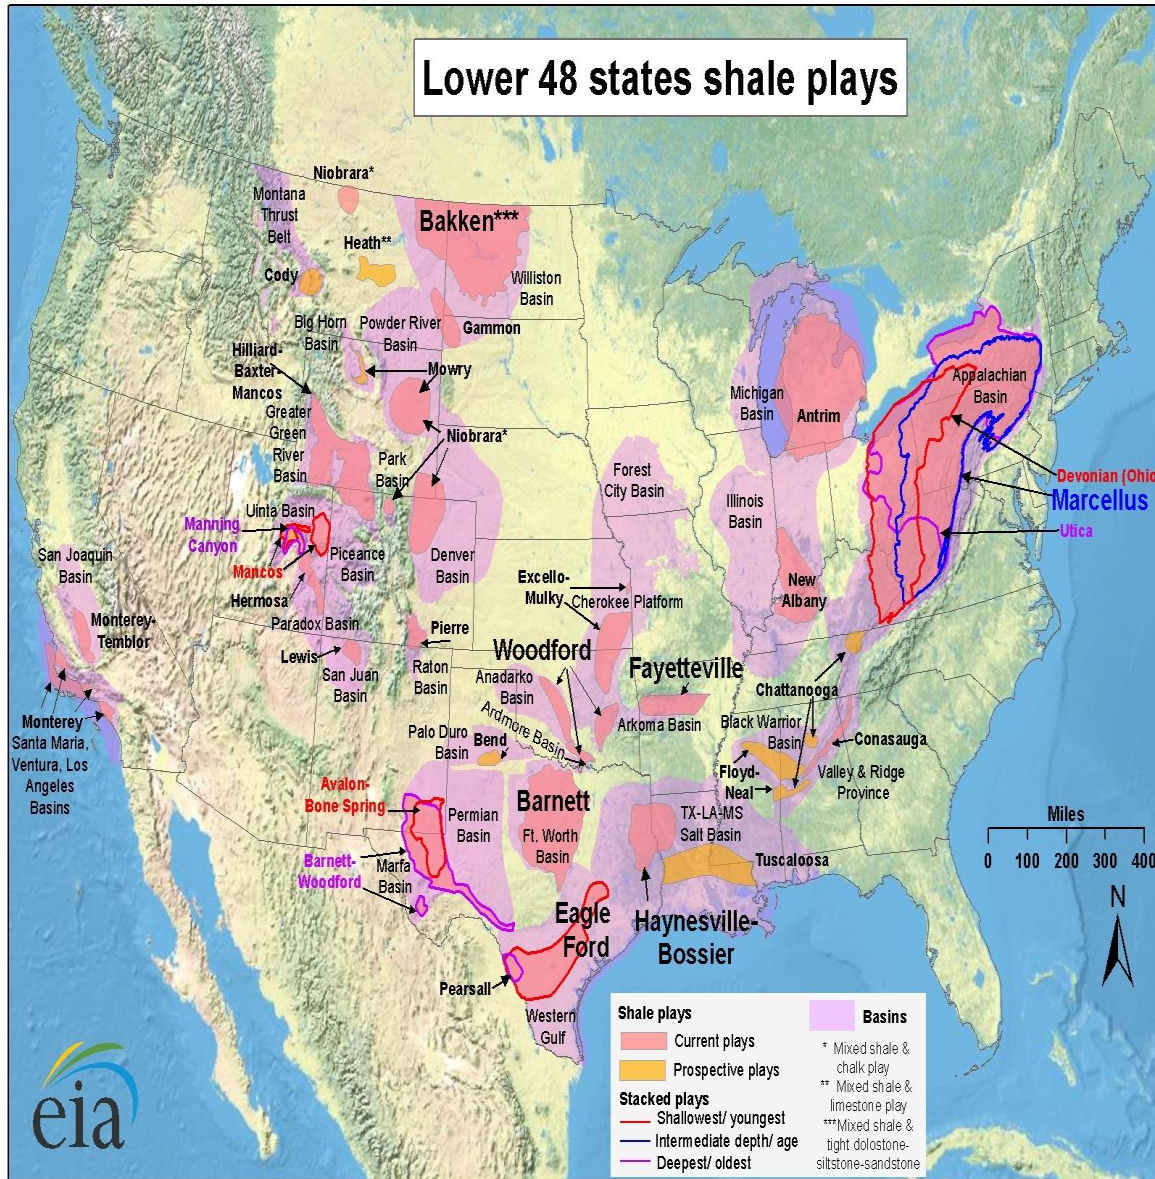 Lower 48 states shale plays
Niobrara*
Montana
Thrust
Belt
Bakken***
Heath**
Cody
Williston
Basin
Big Horn
Basin
Powder River
Basin
Gammon
Hilliard-
Baxter-
Mancos
Mowry
Greater
Green
River
Basin
Park
Basin
Niobrara*
Michigan
Basin
Antrim
Appalachian
Basin
Devonian (Ohio
Marcellus
Utica
Forest
City Basin
Illinois
Basin
Uinta Basin
Manning
Canyon
Mancos
Piceance
Basin
Denver
Basin
San Joaquin
Basin
Hermosa
Paradox Basin
Excello-
Mulky
Cherokee Platform
New
Albany
Monterey-
Temblor
Lewis
San Juan
Basin
Pierre
Raton
Basin
Woodford
Anadarko
Basin
Fayetteville
Ardmore Basin
Arkoma Basin
Chattanooga
Black Warrior
Basin
Conasauga
Monterey
Santa Maria,
Ventura, Los
Angeles
Basins
Palo Duro
Basin
Bend
Floyd-
Neal
Valley & Ridge
Province
Avalon-
Bone Spring
Permian
Basin
Barnett
Ft. Worth
Basin
TX-LA-MS
Salt Basin
Tuscaloosa
Barnett-
Woodford
Marfa
Basin
Eagle
Ford
Haynesville-
Bossier
Pearsall
Western
Gulf
Miles
0 100 200 300 400
N
Shale plays
Current plays
Prospective plays
Stacked plays
Shallowest/ youngest
Intermediate depth/ age
Deepest/ oldest
Basins
* Mixed shale &
chalk play
** Mixed shale &
limestone play
***Mixed shale &
tight dolostone-
siltstone-sandstone
eia